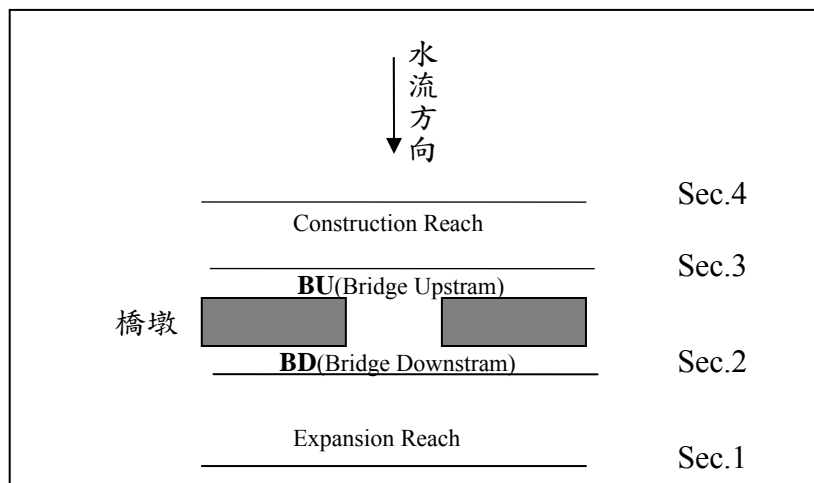 水流方向
Sec.4
Construction Reach
Sec.3
BU(Bridge Upstram)
橋墩
BD(Bridge Downstram)
Sec.2
Expansion Reach
Sec.1